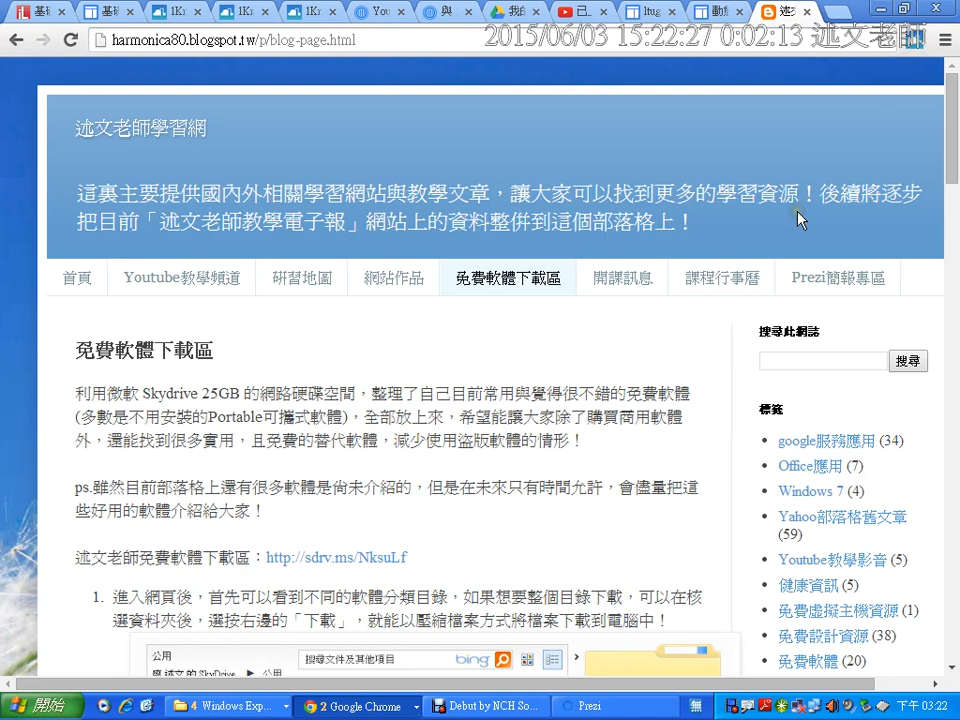 基礎
基礎
1Kr
1Kr
1Kr
You
與
我的
已
ltug
動態
述文
harmonica80.blogspot.tw/p/blog-page.html
2015/06/03 15:22:27 0:02:13 述文老師
述文老師學習網
這裏主要提供國內外相關學習網站與教學文章，讓大家可以找到更多的學習資源！後續將逐步
把目前「述文老師教學電子報」網站上的資料整併到這個部落格上！
首頁 Youtube教學頻道 研習地圖 網站作品 免費軟體下載區 開課訊息 課程行事曆 Prezi簡報專區
免費軟體下載區
利用微軟 Skydrive 25GB 的網路硬碟空間，整理了自己目前常用與覺得很不錯的免費軟體
(多數是不用安裝的Portable可攜式軟體)，全部放上來，希望能讓大家除了購買商用軟體
外，還能找到很多實用，且免費的替代軟體，減少使用盜版軟體的情形！
ps.雖然目前部落格上還有很多軟體是尚未介紹的，但是在未來只有時間允許，會儘量把這
些好用的軟體介紹給大家！
述文老師免費軟體下載區：http://sdrv.ms/NksuLf
1. 進入網頁後，首先可以看到不同的軟體分類目錄，如果想要整個目錄下載，可以在核
選資料夾後，選按右邊的「下載」，就能以壓縮檔案方式將檔案下載到電腦中！
公用
搜尋文件及其他項目 bing
述文 的 SkyDrive ▶ 公用
搜尋此網誌
搜尋
標籤
• google服務應用 (34)
• Office應用 (7)
• Windows 7 (4)
• Yahoo部落格舊文章
(59)
• Youtube教學影音 (5)
• 健康資訊 (5)
• 免費虛擬主機資源 (1)
• 免費設計資源 (38)
• 免費軟體 (20)
開始
4 Windows Exp...
2 Google Chrome
Debut by NCH So...
Prezi
無
下午 03:22